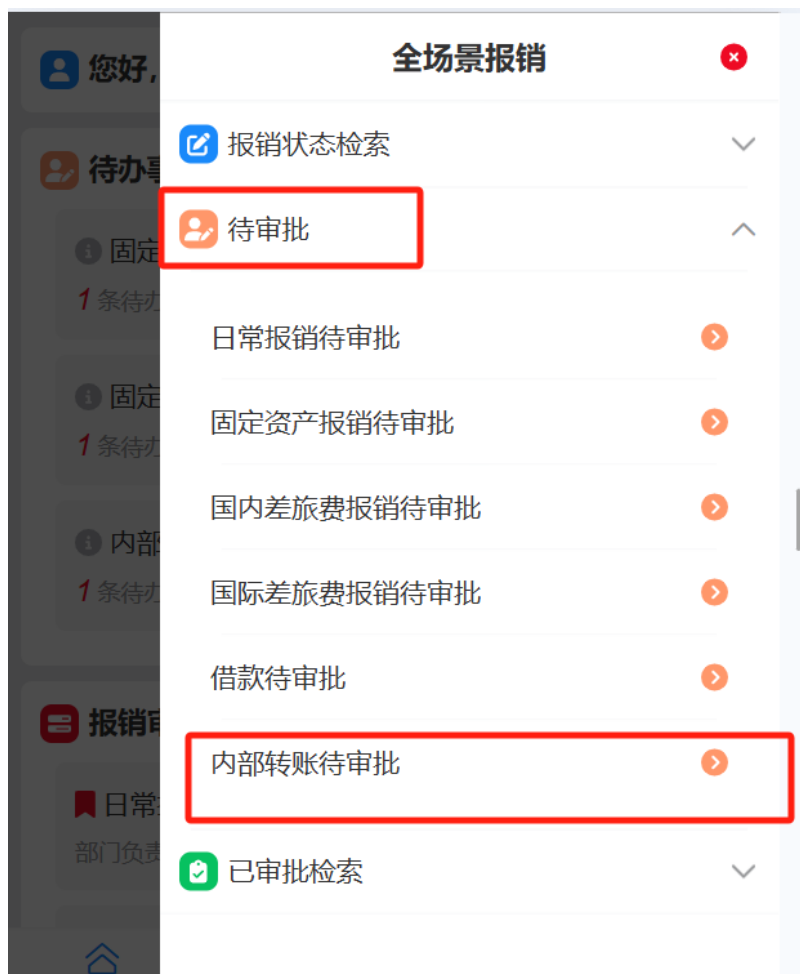 全场景报销
您好,
报销状态检索
待办事
待审批
固定
1 条待办
日常报销待审批
固定
1 条待办
固定资产报销待审批
国内差旅费报销待审批
内部
1 条待办
国际差旅费报销待审批
借款待审批
报销审
内部转账待审批
日常
部门负责
已审批检索